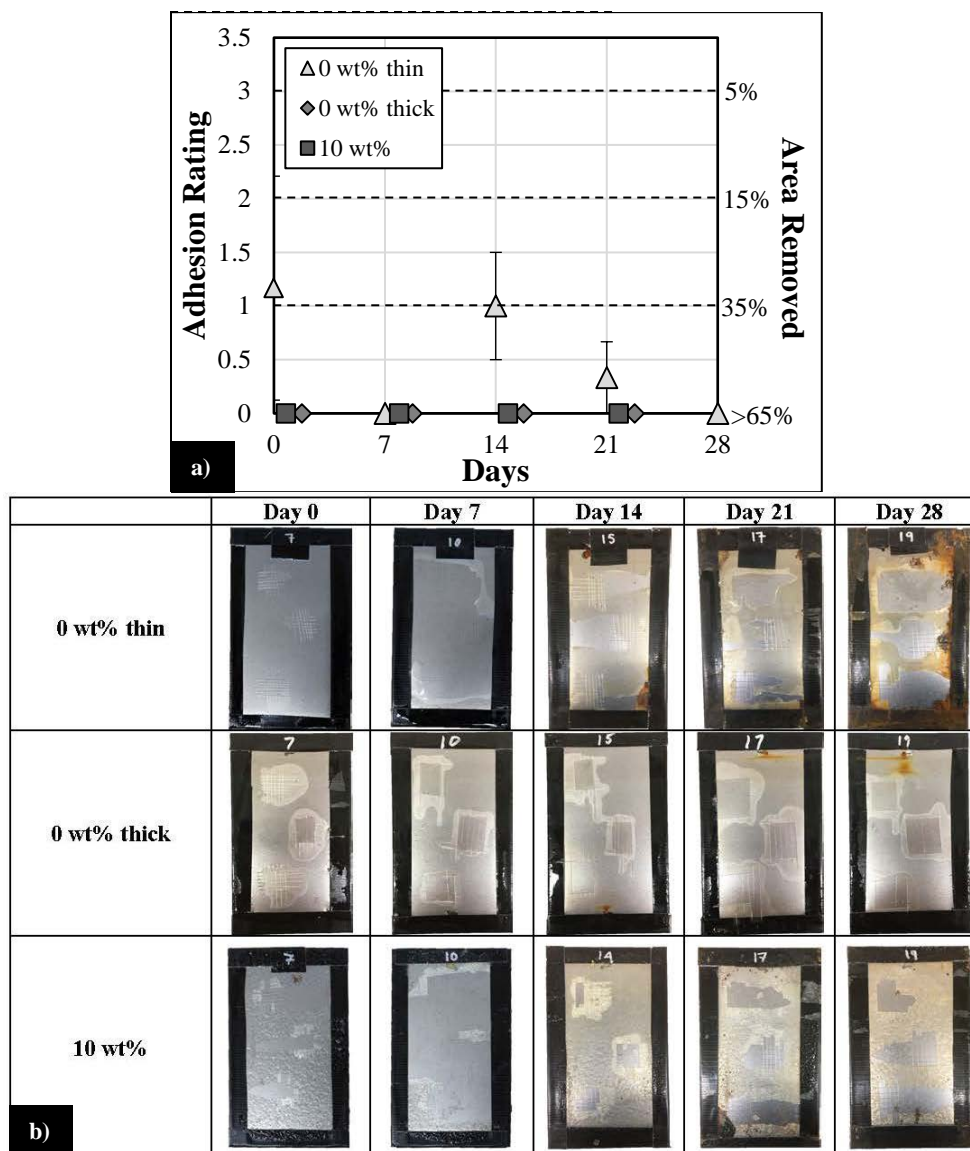 3.5
3
2.5
2
1.5
1
0.5
0
Adhesion Rating
0 wt% thin
0 wt% thick
10 wt%
5%
15%
35%
>65%
Area Removed
0 7 14 21 28
Days
a)
Day 0 Day 7 Day 14 Day 21 Day 28
0 wt% thin
7 10 15 17 19
0 wt% thick
7 10 15 17 19
10 wt%
7 10 14 17 19
b)